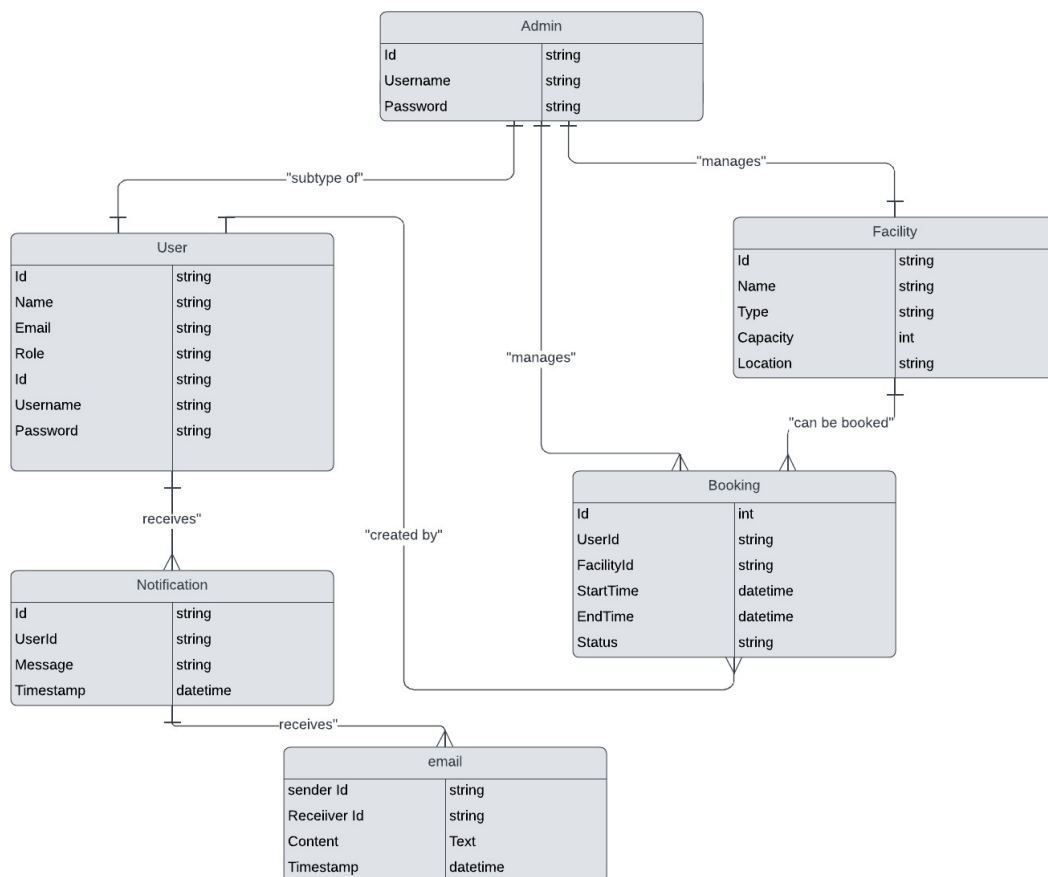 Admin
Id string
Username string
Password string
"manages"
"subtype of"
User
Id string
Name string
Email string
Role string
Id string
Username string
Password string
Facility
Id string
Name string
Type string
Capacity int
Location string
"manages"
"can be booked"
receives"
"created by"
Booking
Id int
UserId string
FacilityId string
StartTime datetime
EndTime datetime
Status string
Notification
Id string
UserId string
Message string
Timestamp datetime
receives"
email
sender Id string
Receiiver Id string
Content Text
Timestamp datetime